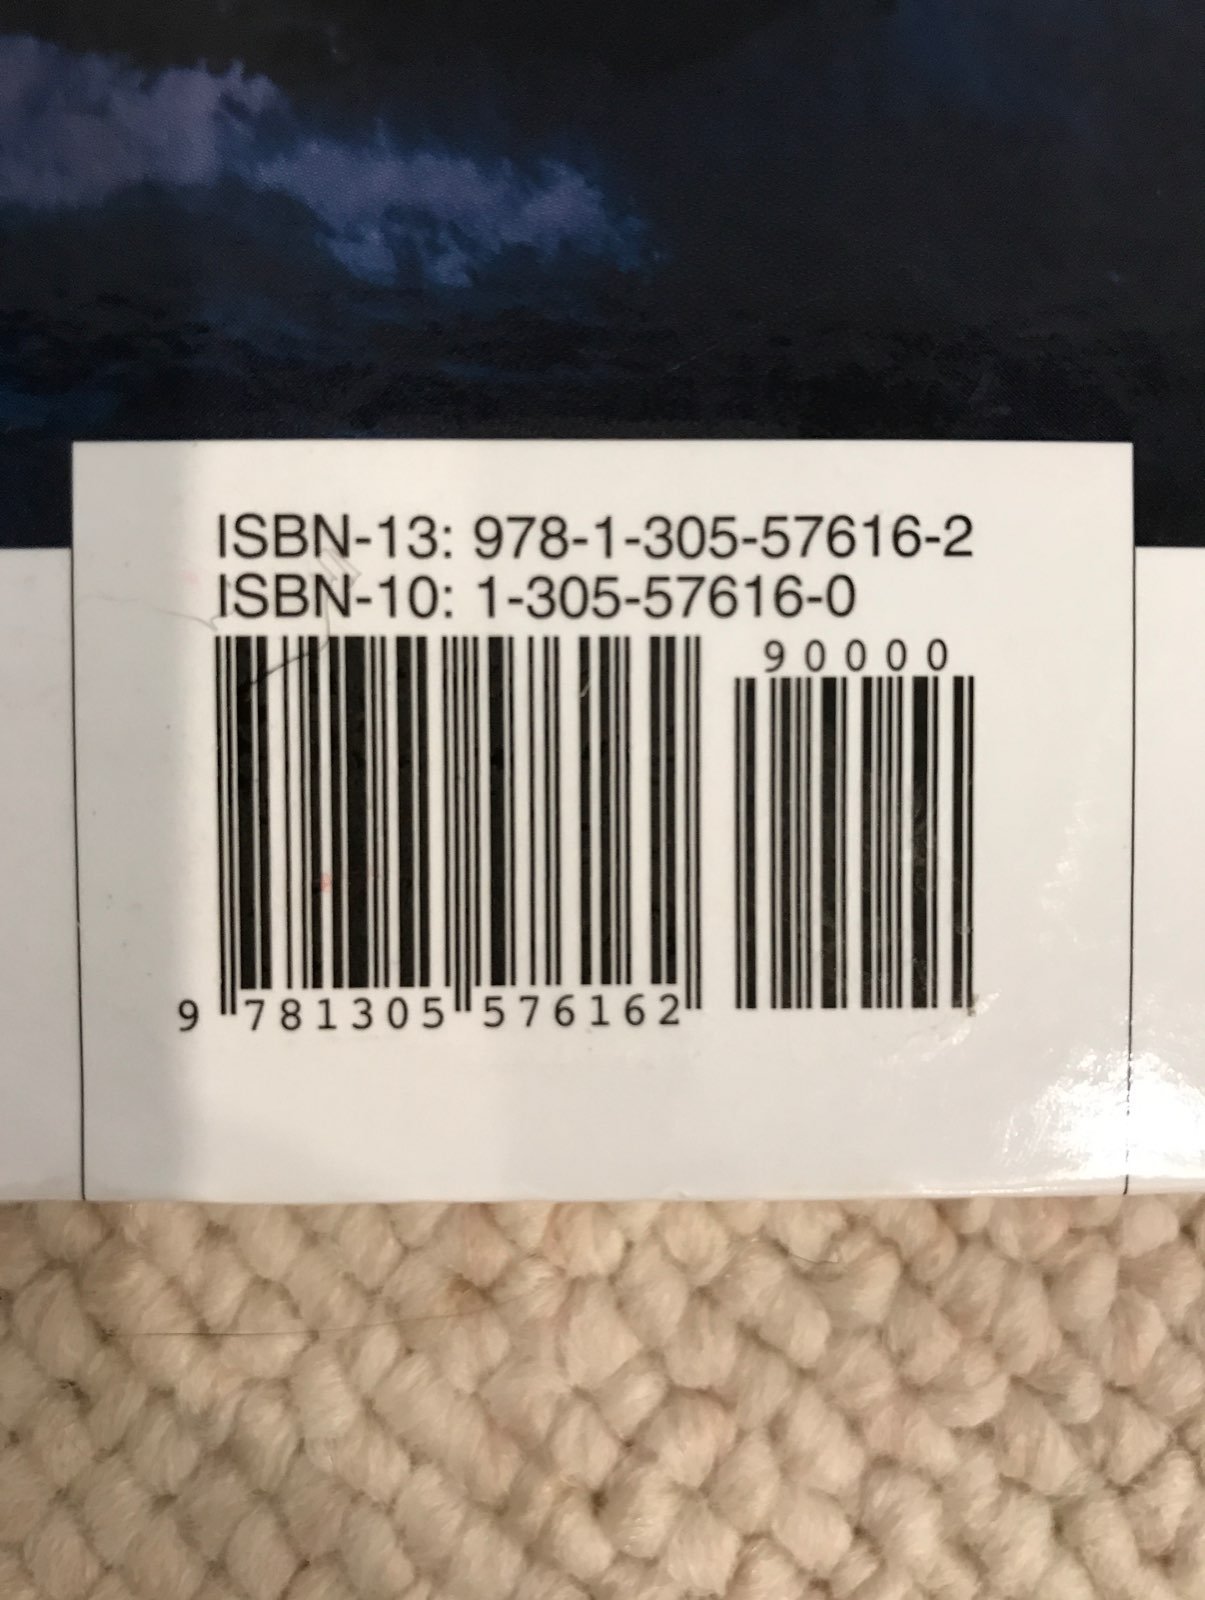 ISBN-13: 978-1-305-57616-2
ISBN-10: 1-305-57616-0
90000
9 781305 576162